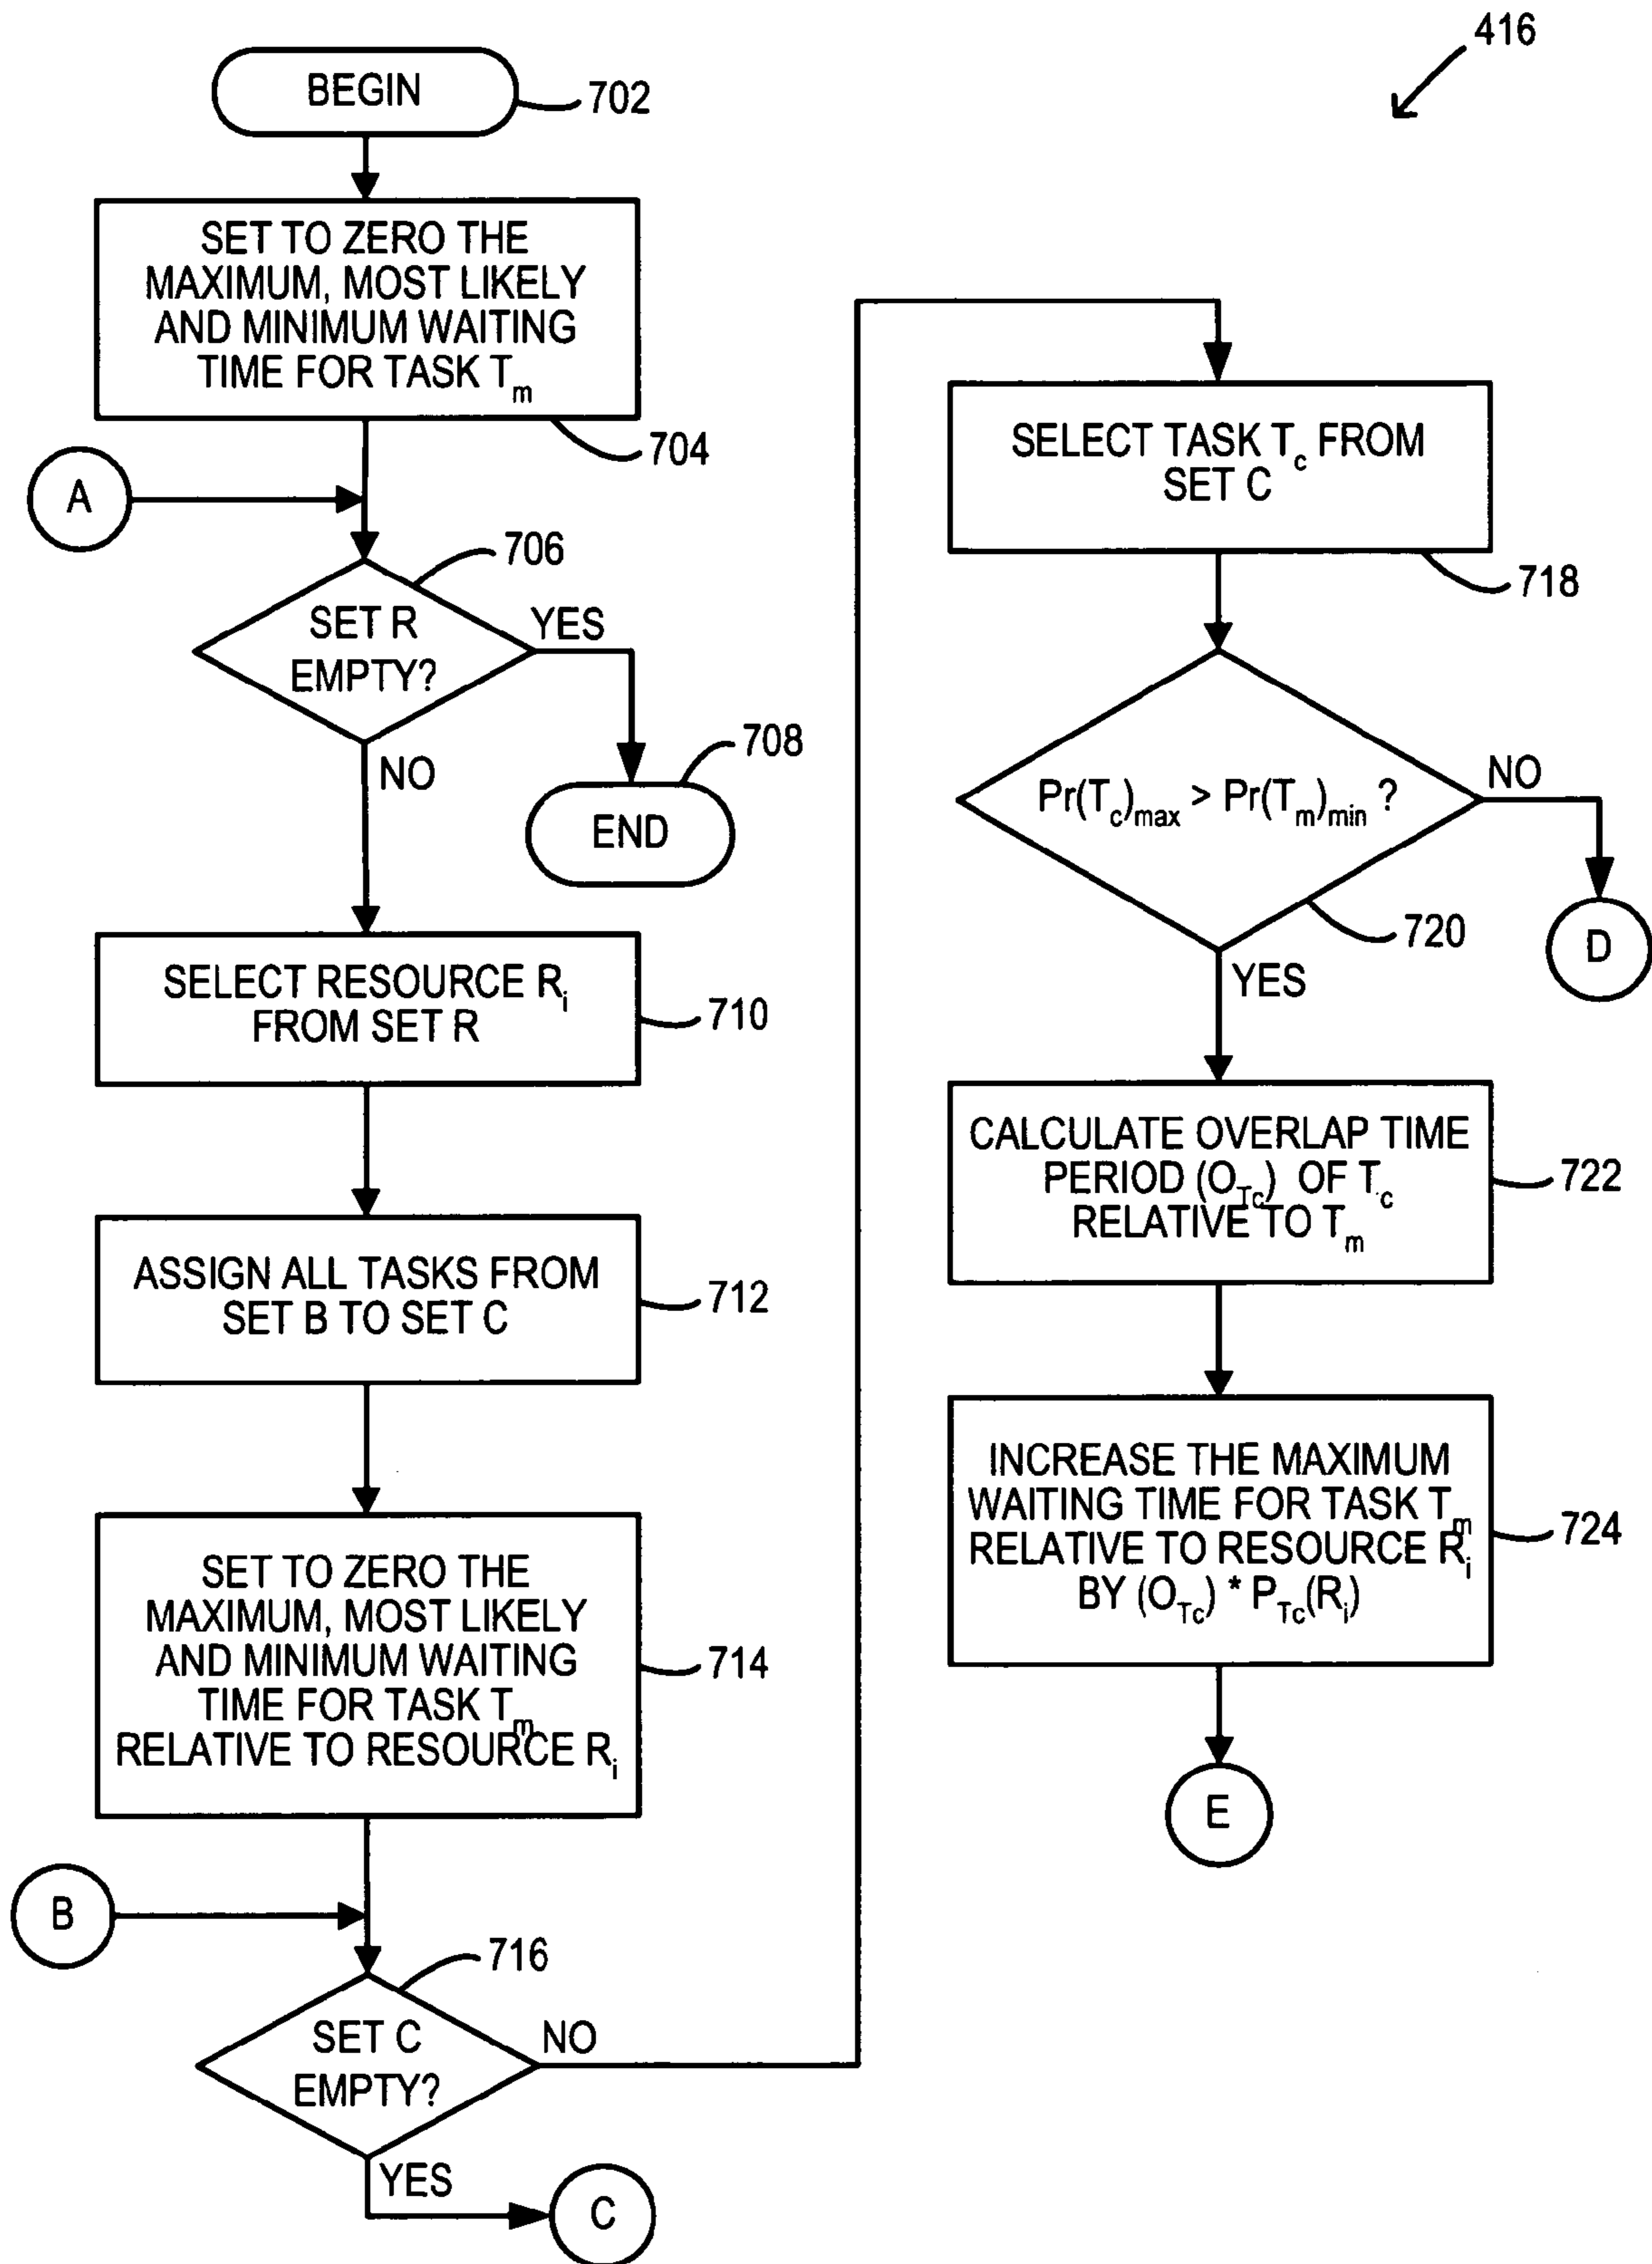 416
BEGIN
702
SET TO ZERO THE
MAXIMUM, MOST LIKELY
AND MINIMUM WAITING
TIME FOR TASK Tm
704
A
706
SET R
EMPTY?
YES
NO
708
END
SELECT RESOURCE Ri
FROM SET R
710
ASSIGN ALL TASKS FROM
SET B TO SET C
712
SET TO ZERO THE
MAXIMUM, MOST LIKELY
AND MINIMUM WAITING
TIME FOR TASK Tm
RELATIVE TO RESOURCE Ri
714
B
716
SET C
EMPTY?
NO
YES
C
SELECT TASK Tc FROM
SET C
718
Pr(Tc)max > Pr(Tm)min ?
NO
720
D
YES
CALCULATE OVERLAP TIME
PERIOD (OTc) OF Tc
RELATIVE TO Tm
722
INCREASE THE MAXIMUM
WAITING TIME FOR TASK Tm
RELATIVE TO RESOURCE Ri
BY (OTc) * PTc(Ri)
724
E